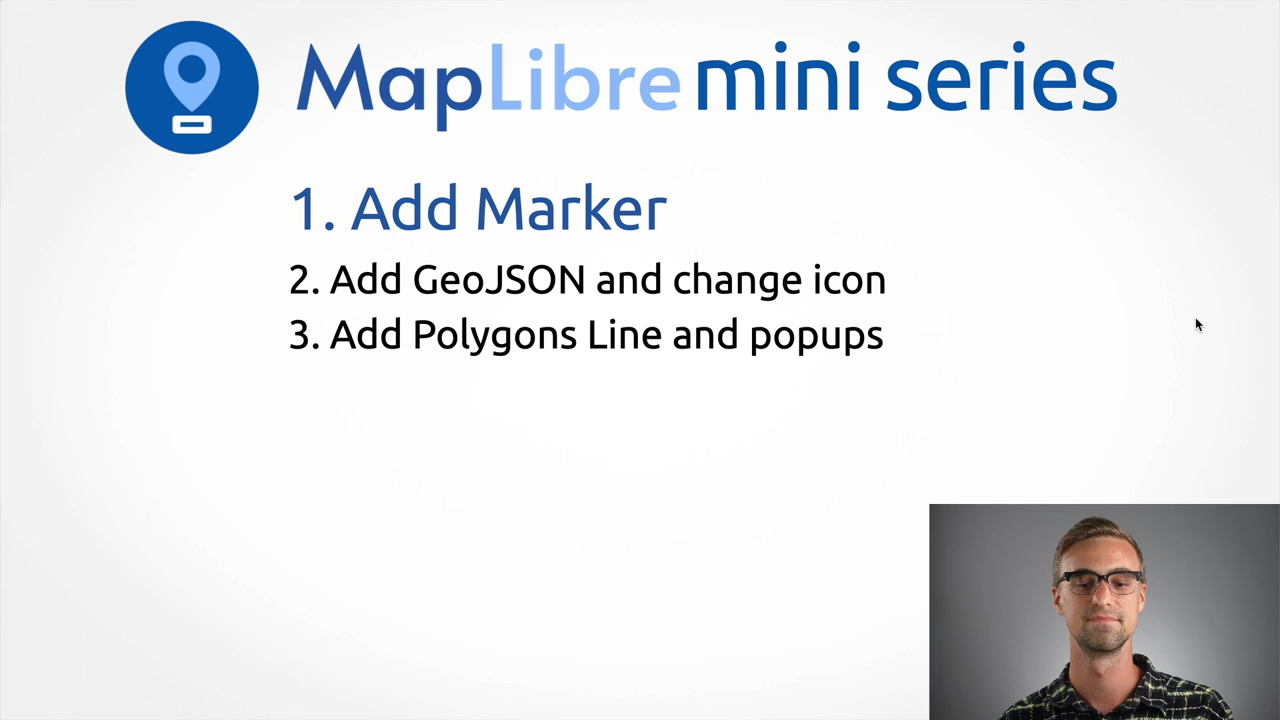 MapLibre mini series
1. Add Marker
2. Add GeoJSON and change icon
3. Add Polygons Line and popups